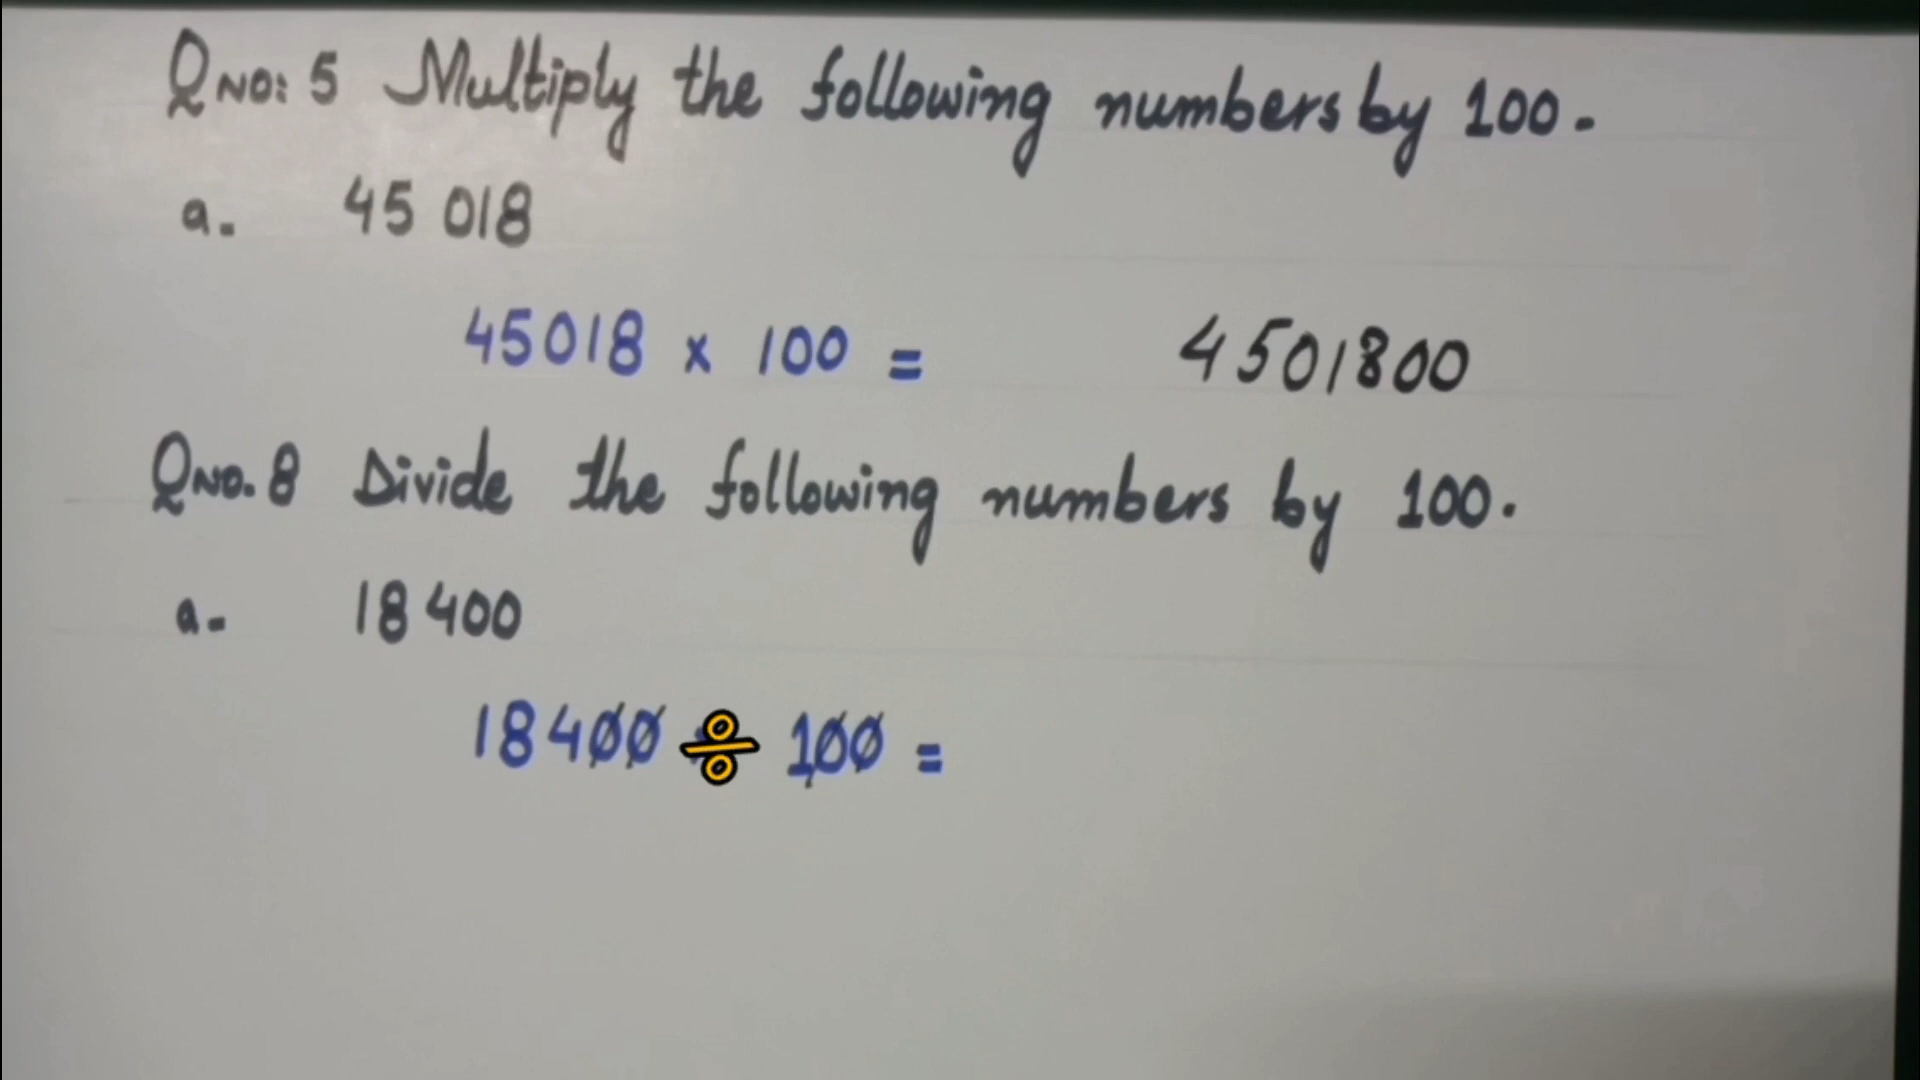 QNO: 5 Multiply the following numbers by 100.
a. 45 018
45018 x 100 = 4501800
QNO. 8 Divide the following numbers by 100.
a. 18 400
18400 ÷ 100 =